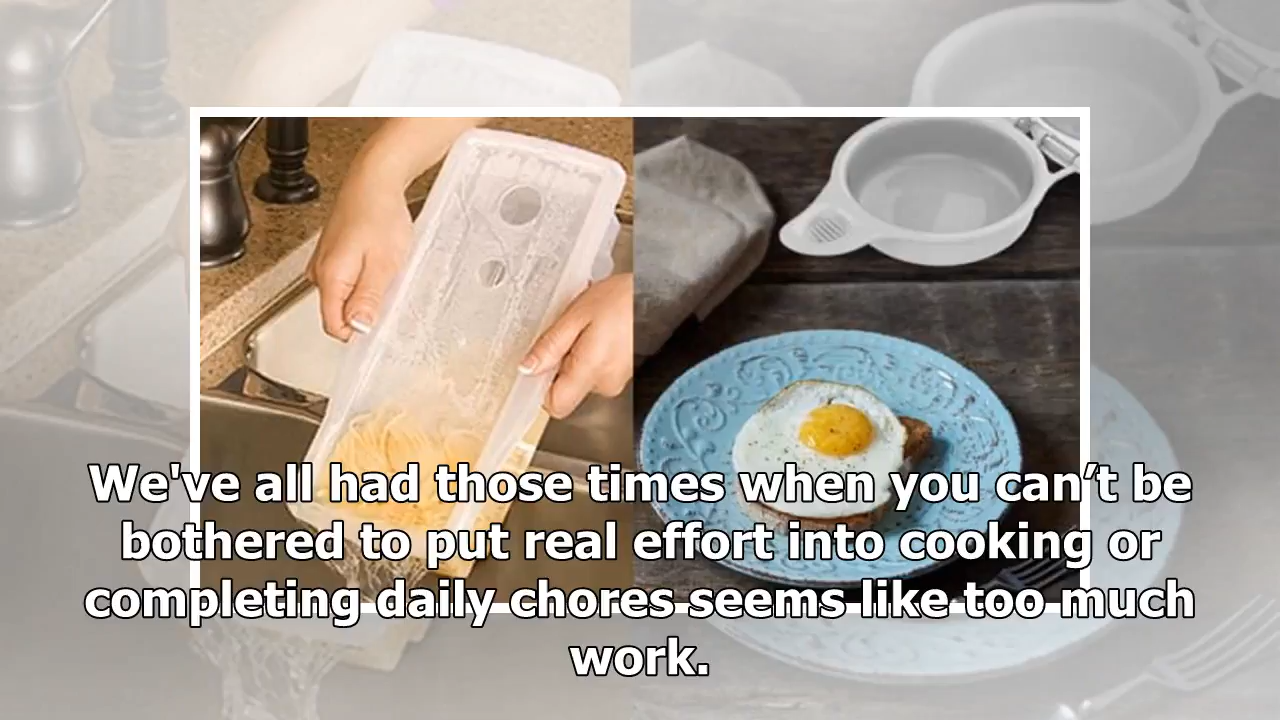 We've all had those times when you can’t be
bothered to put real effort into cooking or
completing daily chores seems like too much
work.